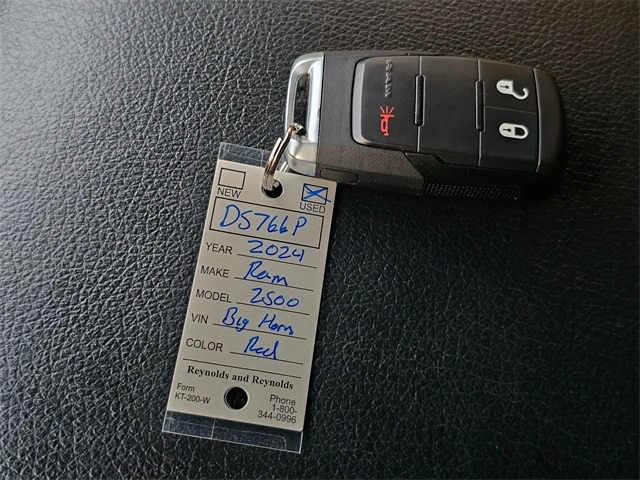 NEW
USED
DS766P
YEAR 2024
MAKE Ram
MODEL 2500
VIN Big Horn
COLOR Red
Reynolds and Reynolds
Form
KT-200-W
Phone
1-800-
344-0996